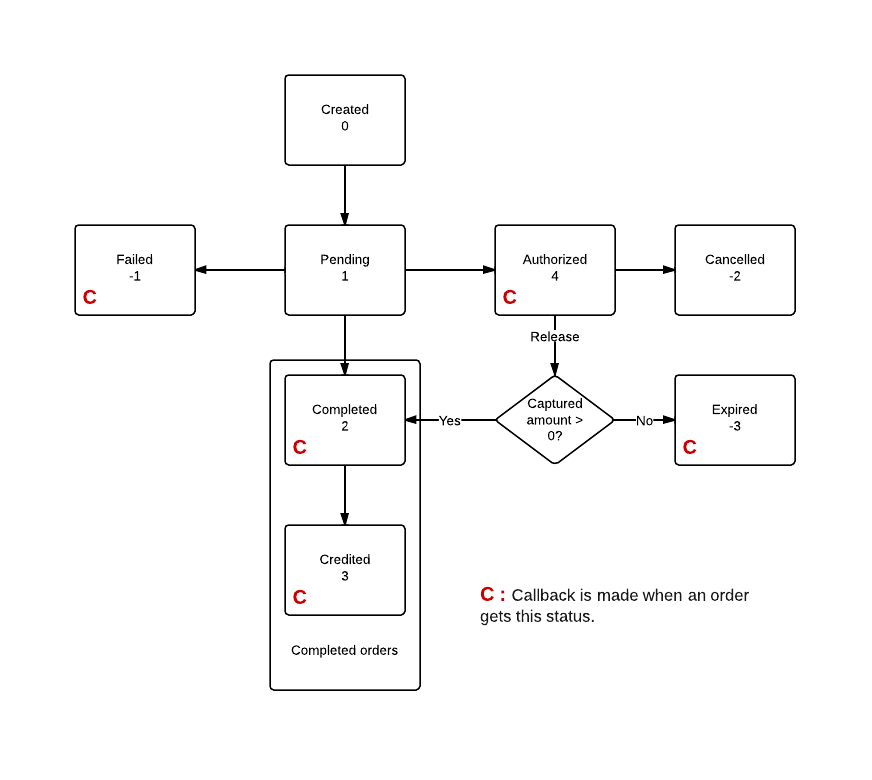 Created
0
Failed
-1
C
Pending
1
Authorized
4
C
Cancelled
-2
Release
Completed
2
C
Yes
Captured
amount >
0?
No
Expired
-3
C
Credited
3
C
C : Callback is made when an order
gets this status.
Completed orders